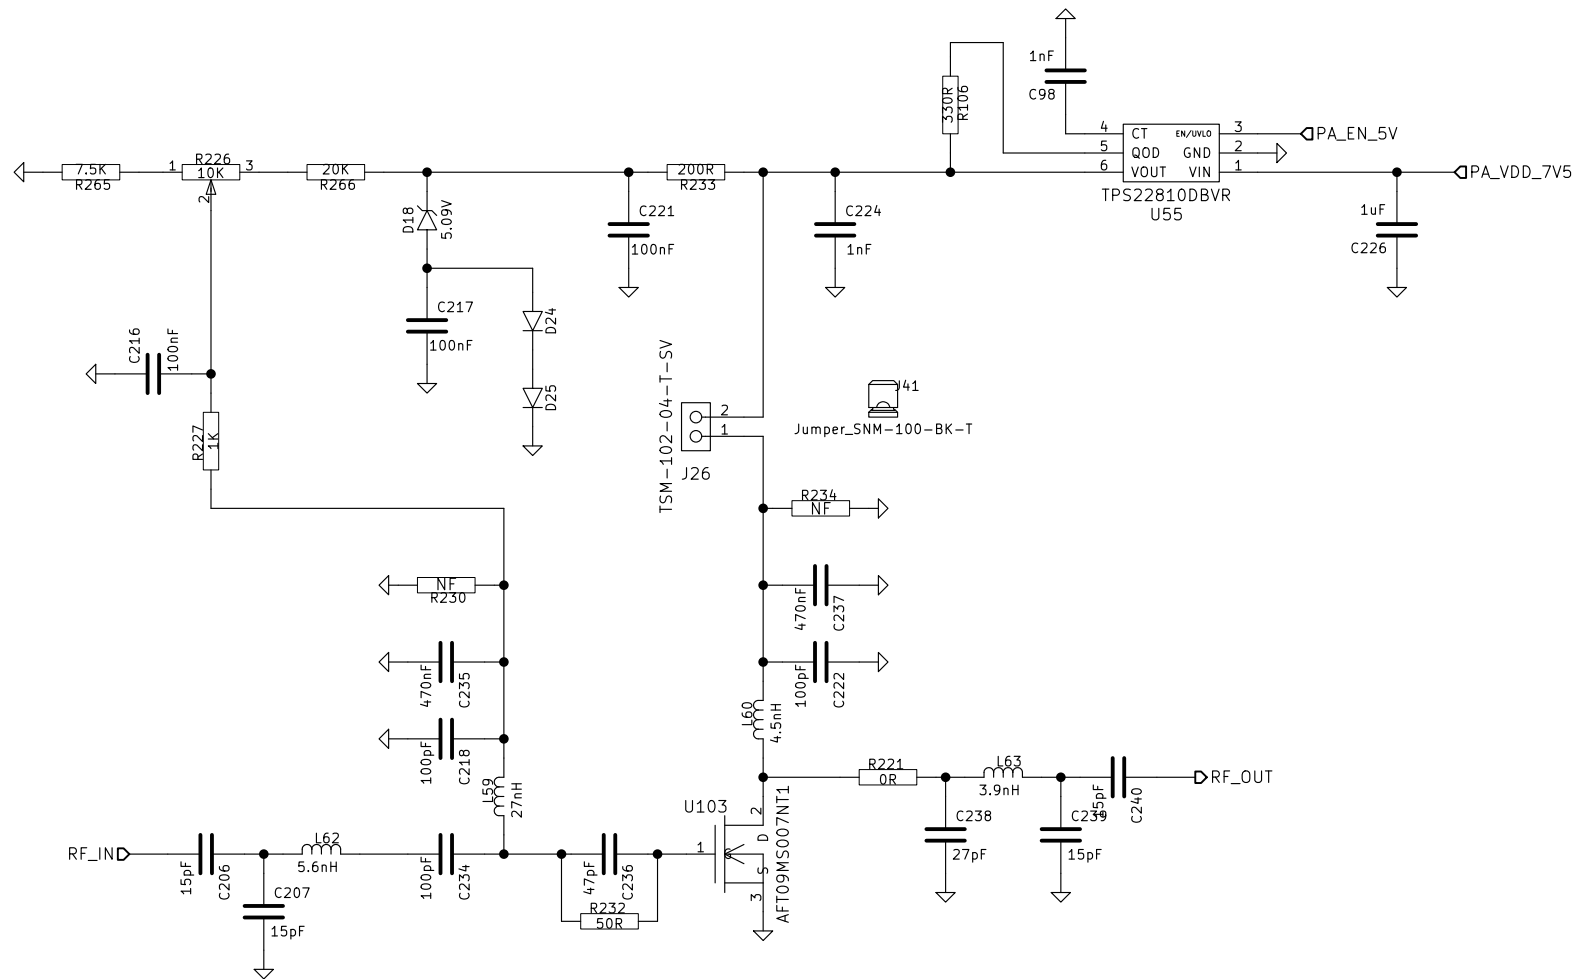 1nF
C98
330R
R106
4
CT
EN/UVLO
3
PA_EN_5V
5
QOD
GND
2
6
VOUT
VIN
1
PA_VDD_7V5
TPS22810DBVR
U55
7.5K
R265
1
R226
10K
3
2
20K
R266
200R
R233
D18
5.09V
C221
100nF
C224
1nF
1uF
C226
C217
100nF
D24
D25
C216
100nF
R227
1K
TSM-102-04-T-SV
2
1
J26
J41
Jumper_SNM-100-BK-T
R234
NF
NF
R230
470nF
C237
470nF
C235
100pF
C222
100pF
C218
L60
4.5nH
L59
27nH
R221
0R
L63
3.9nH
C240
RF_OUT
C238
27pF
C239
15pF
U103
AFT09MS007NT1
2
D
1
G
S
3
RF_IN
15pF
C206
L62
5.6nH
C207
15pF
100pF
C234
47pF
C236
R232
50R